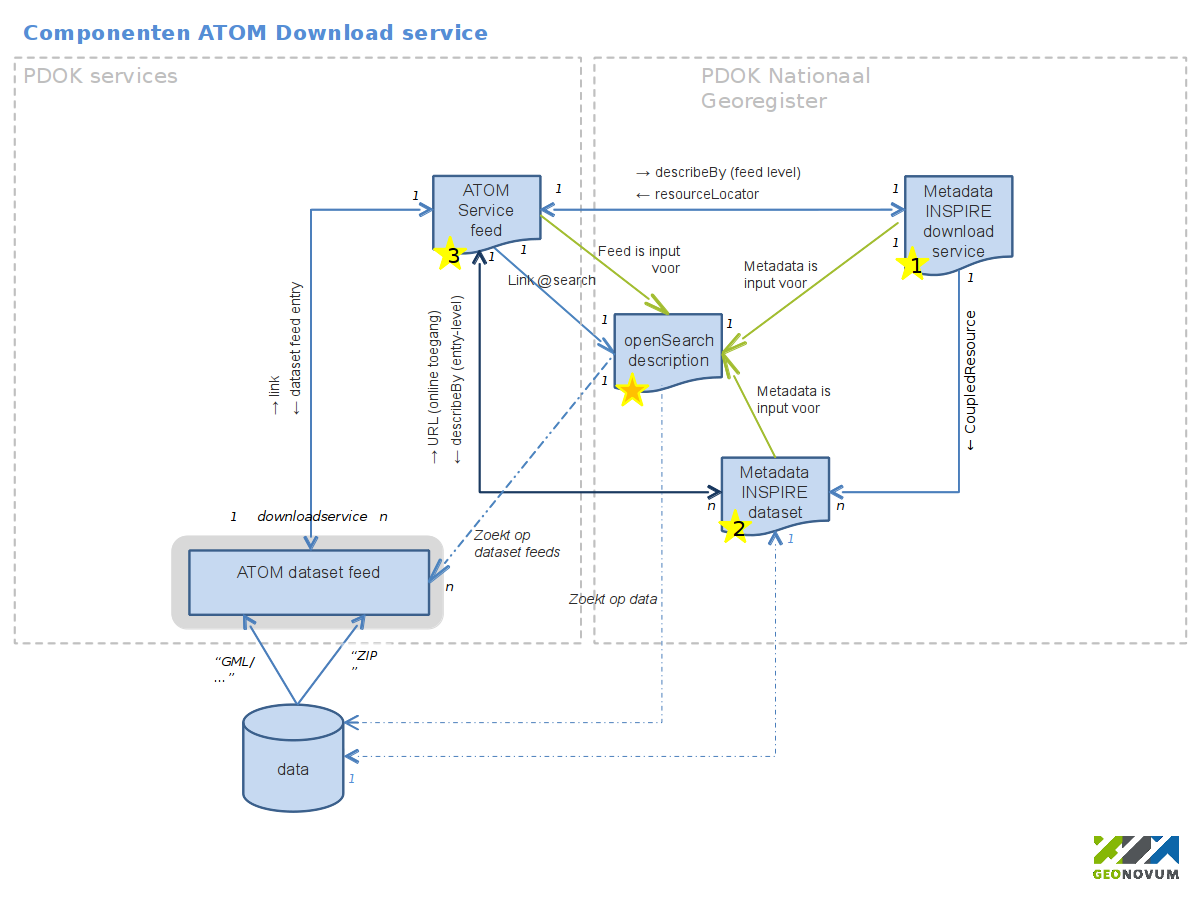 Componenten ATOM Download service
PDOK services
PDOK Nationaal
Georegister
→ describeBy (feed level)
← resourceLocator
1
ATOM
Service
feed
3
1
1
1
1
1
Metadata
INSPIRE
download
service
1
1
Feed is input
voor
Link @search
Metadata is
input voor
→ link
← dataset feed entry
→ URL (online toegang)
← describeBy (entry-level)
1
openSearch
description
1
1
← CoupledResource
Metadata is
input voor
Metadata
INSPIRE
dataset
2
n
n
1
1 downloadservice n
Zoekt op
dataset feeds
ATOM dataset feed
n
Zoekt op data
“GML/
...”
“ZIP
”
data
1
GEONOVUM